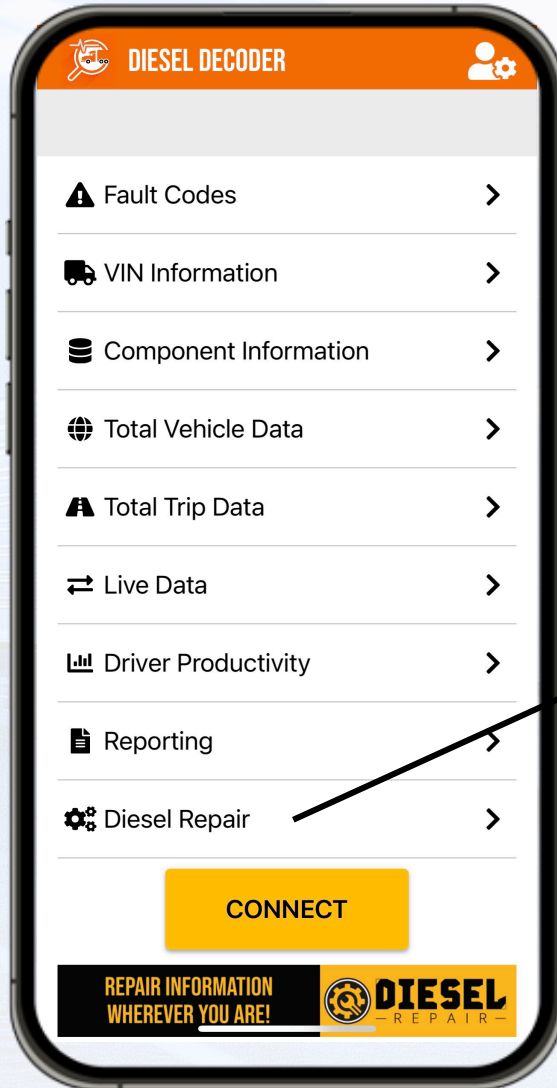 DIESEL DECODER
Fault Codes
VIN Information
Component Information
Total Vehicle Data
Total Trip Data
Live Data
Driver Productivity
Reporting
Diesel Repair
CONNECT
REPAIR INFORMATION
WHEREVER YOU ARE!
DIESEL
REPAIR